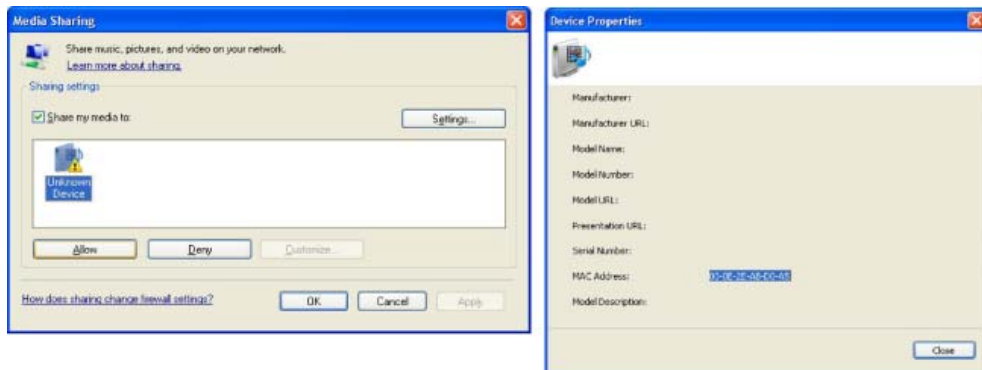 Media Sharing
Share music, pictures, and video on your network.
Learn more about sharing.
Sharing settings
Share my media to:
Settings...
Unknown
Device
Allow
Deny
Customize...
How does sharing change firewall settings?
OK
Cancel
Apply
Device Properties
Manufacturer:
Manufacturer URL:
Model Name:
Model Number:
Model URL:
Presentation URL:
Serial Number:
MAC Address:
Model Description:
Close